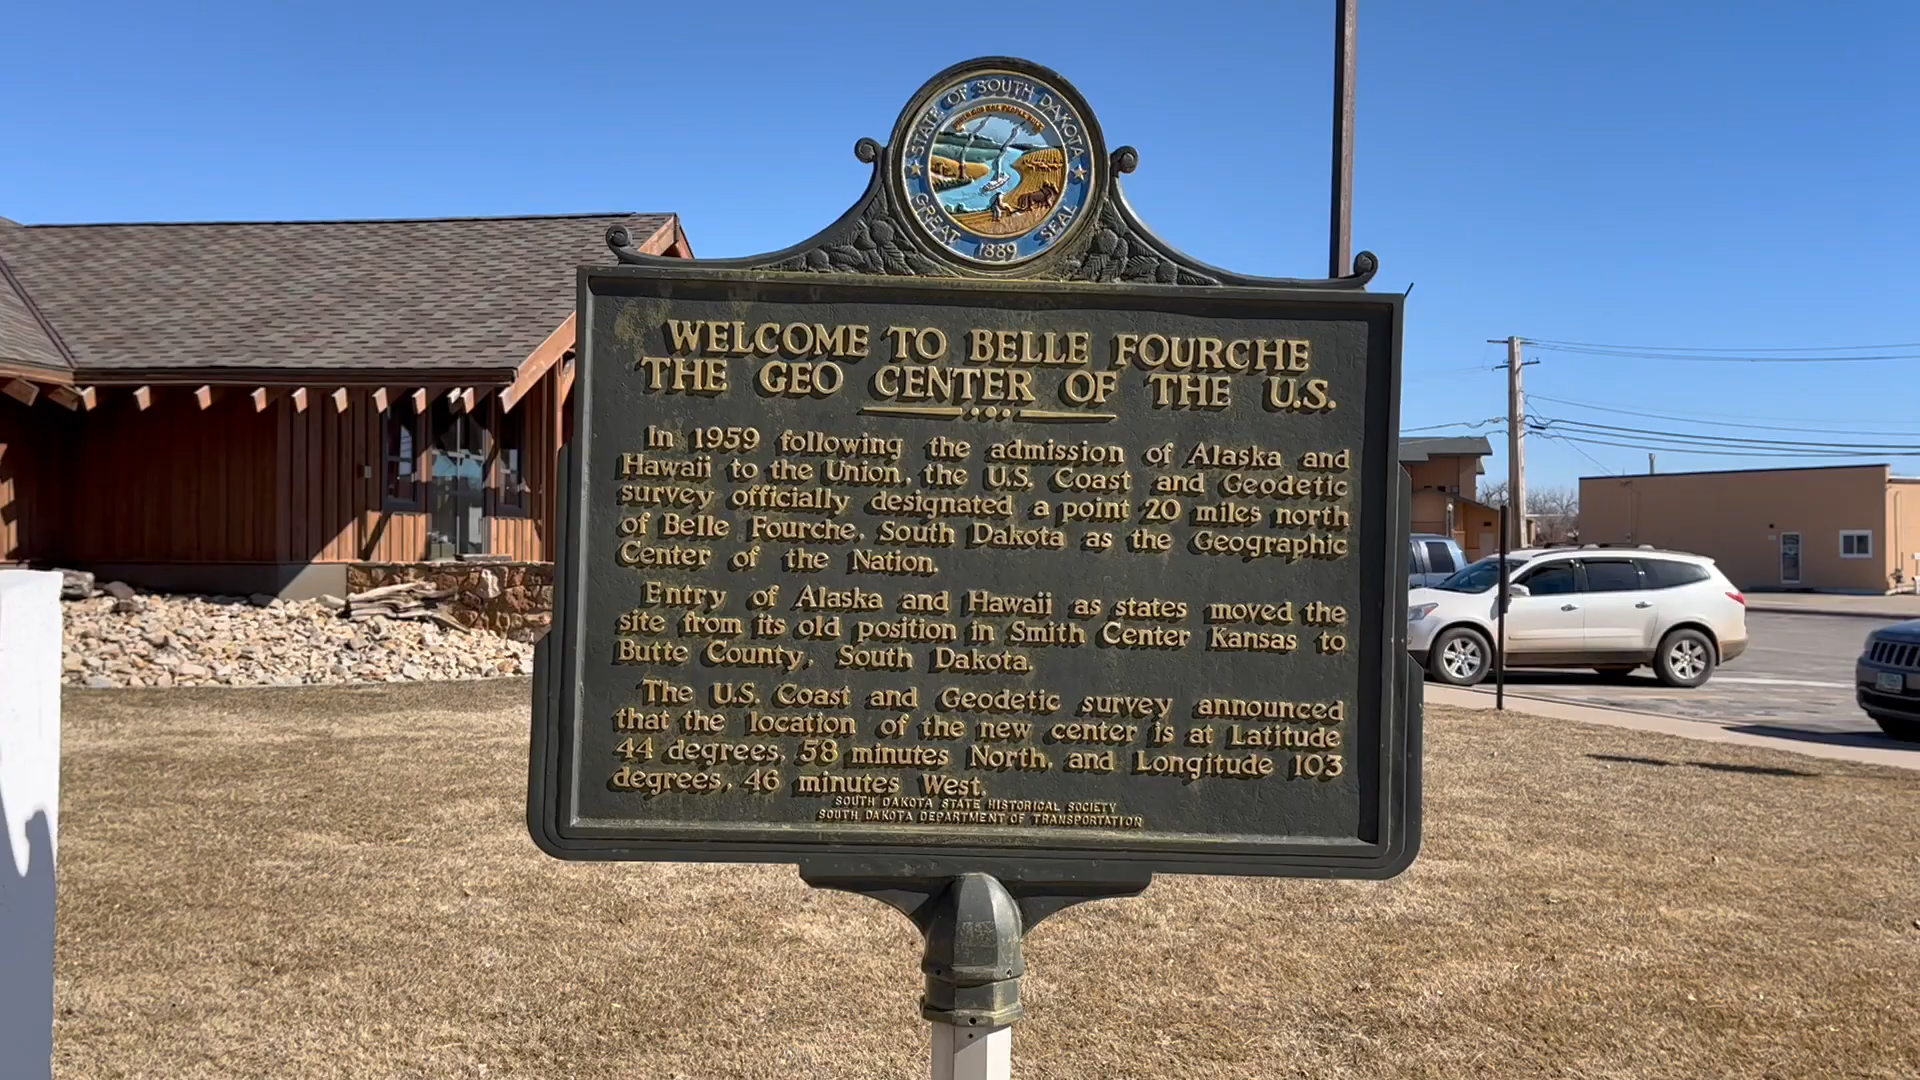 STATE OF SOUTH DAKOTA
GREAT SEAL
1889
WELCOME TO BELLE FOURCHE
THE GEO CENTER OF THE U.S.
In 1959 following the admission of Alaska and
Hawaii to the Union, the U.S. Coast and Geodetic
survey officially designated a point 20 miles north
of Belle Fourche, South Dakota as the Geographic
Center of the Nation.
Entry of Alaska and Hawaii as states moved the
site from its old position in Smith Center Kansas to
Butte County, South Dakota.
The U.S. Coast and Geodetic survey announced
that the location of the new center is at Latitude
44 degrees, 58 minutes North, and Longitude 103
degrees, 46 minutes West.
SOUTH DAKOTA STATE HISTORICAL SOCIETY
SOUTH DAKOTA DEPARTMENT OF TRANSPORTATION